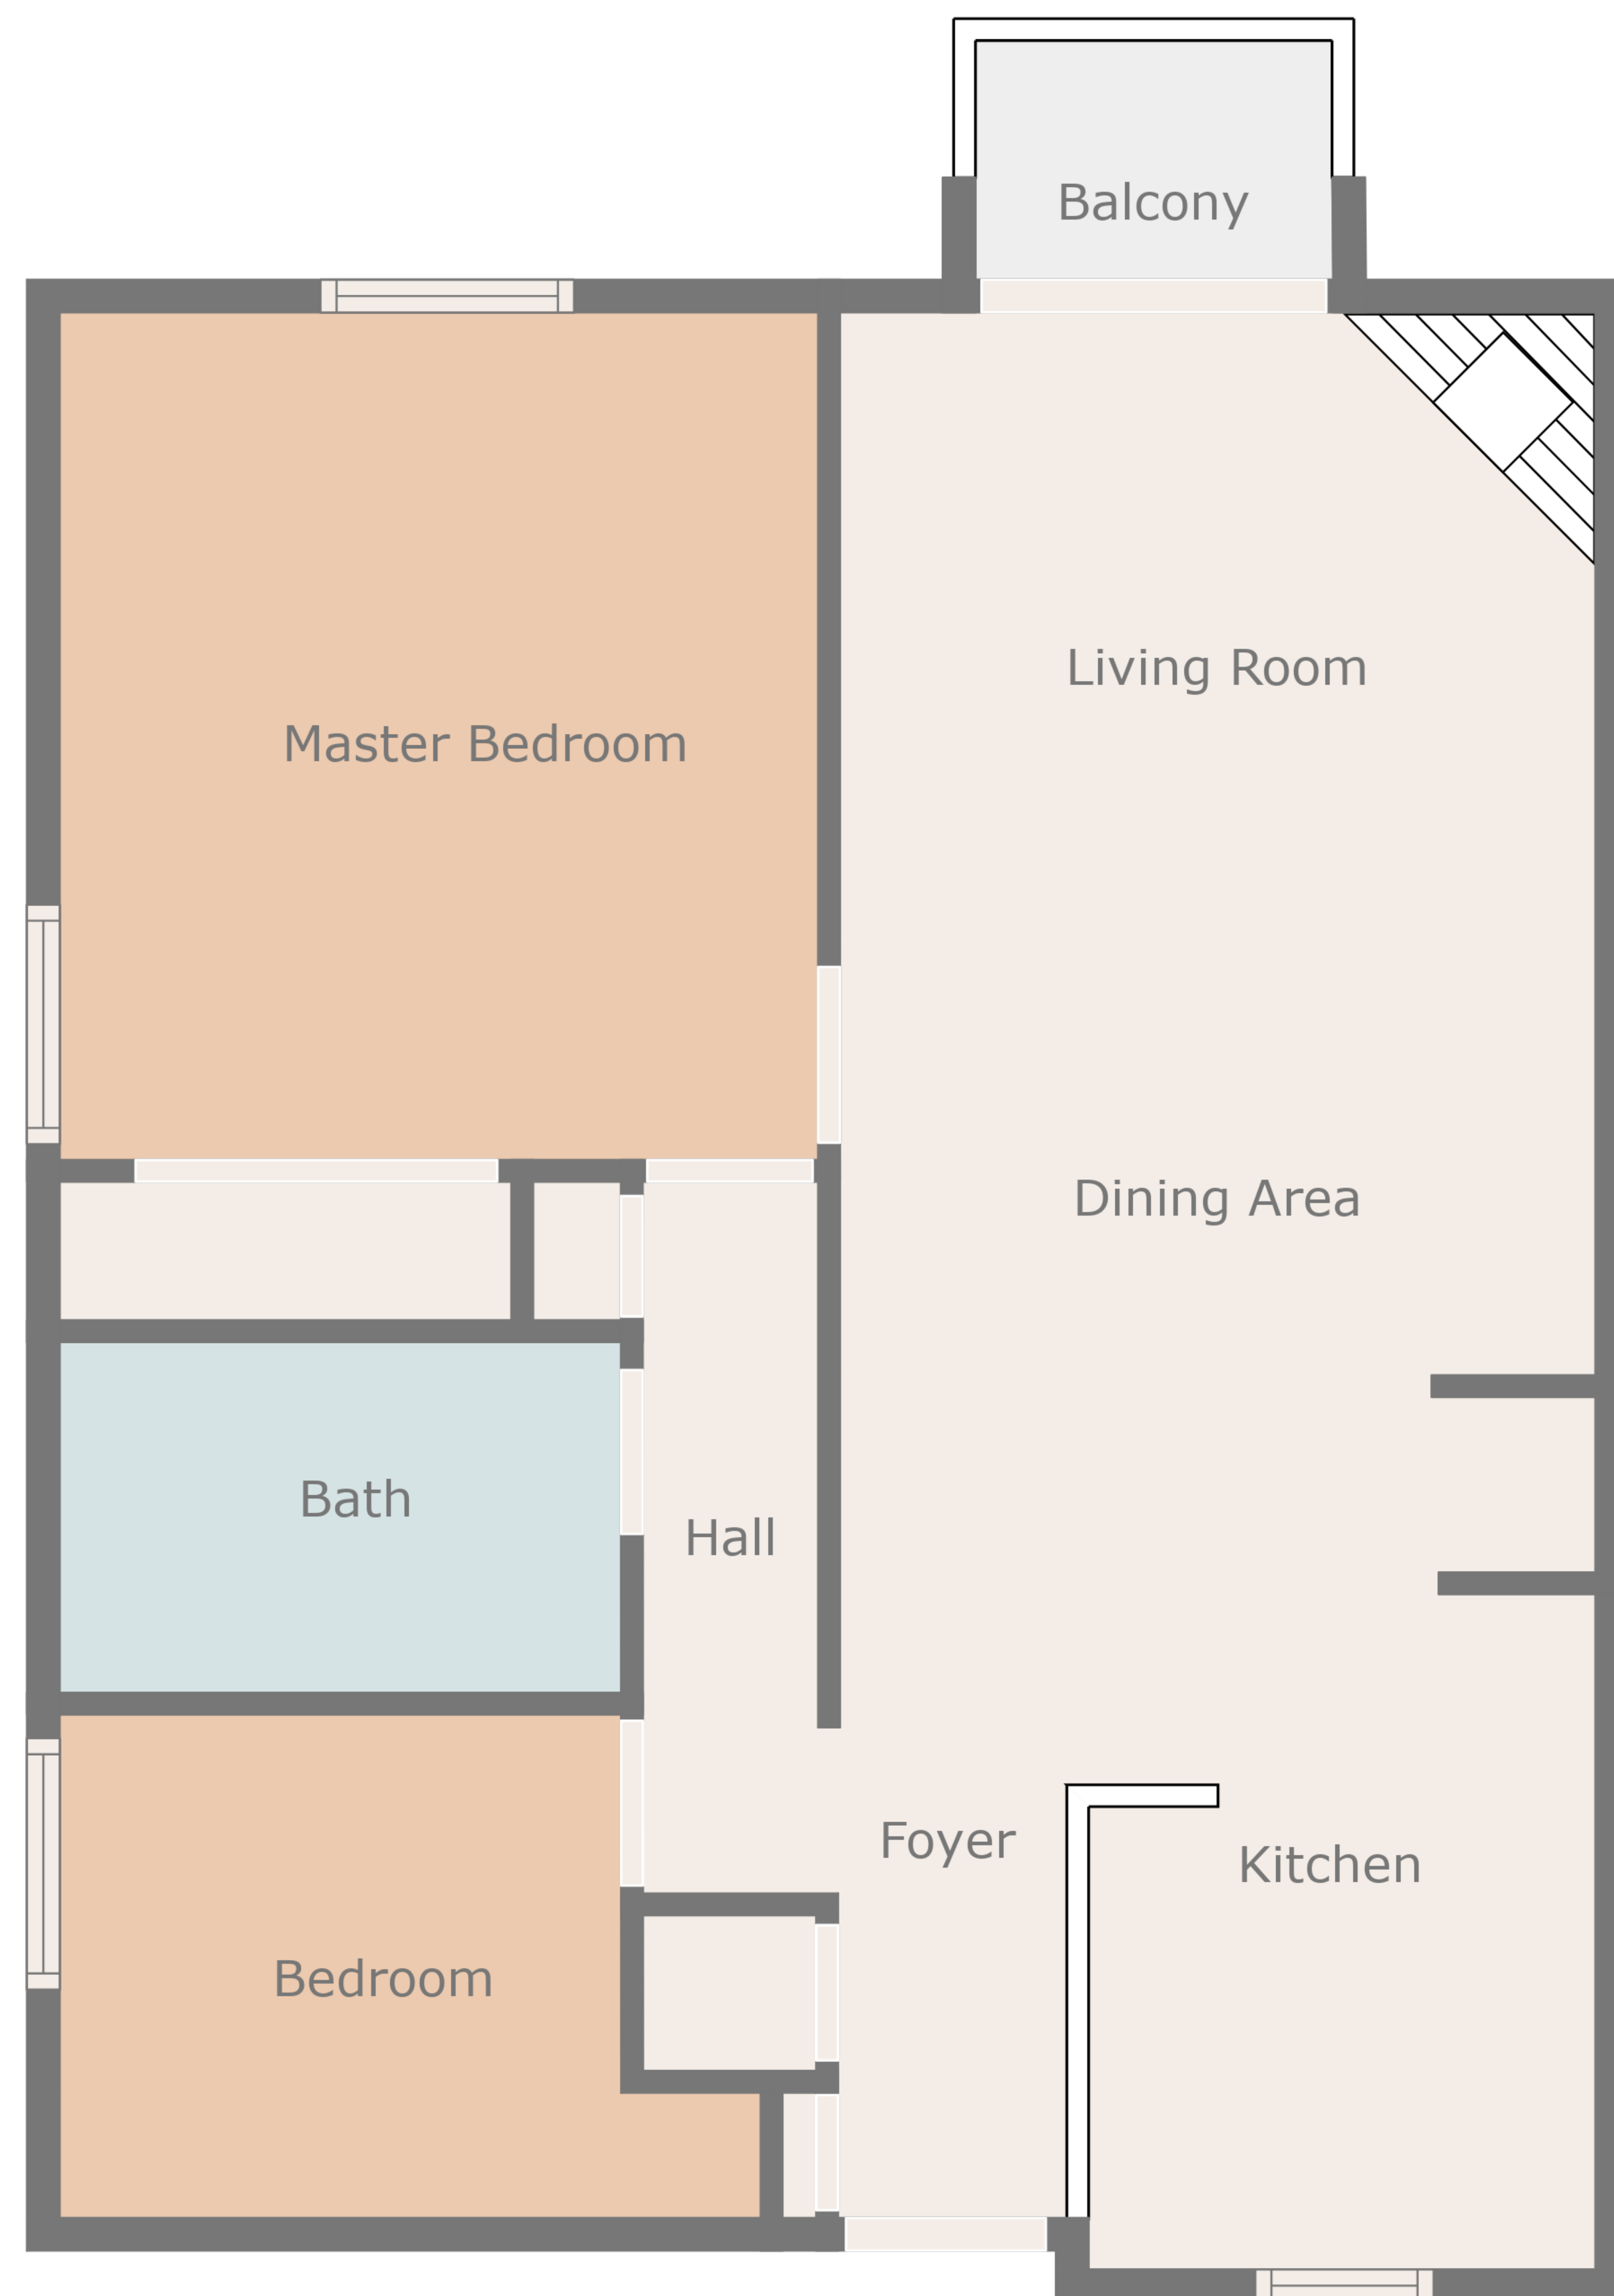 Balcony
Living Room
Master Bedroom
Dining Area
Bath
Hall
Foyer
Kitchen
Bedroom